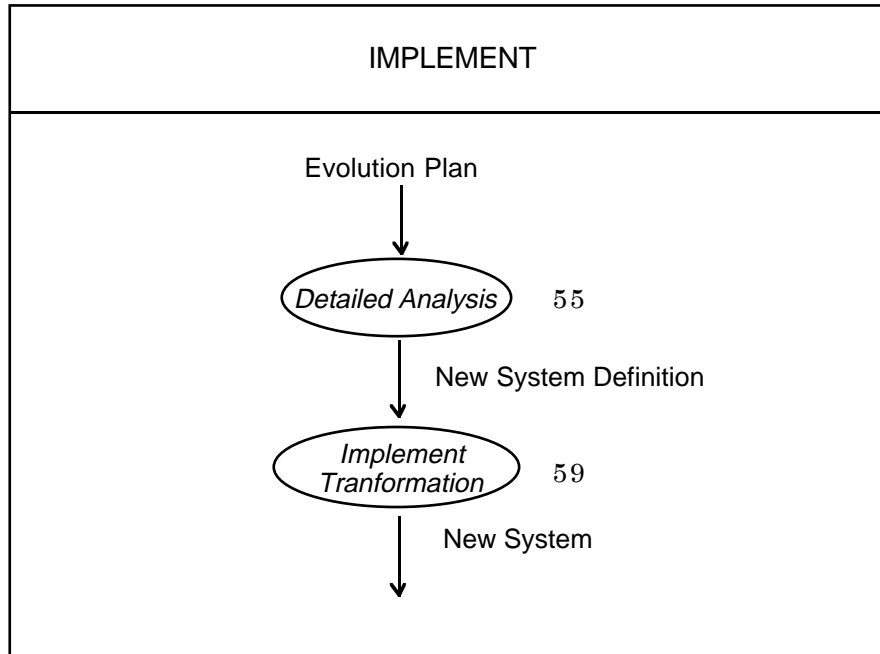 IMPLEMENT
Evolution Plan
Detailed Analysis 55
New System Definition
Implement
Tranformation 59
New System